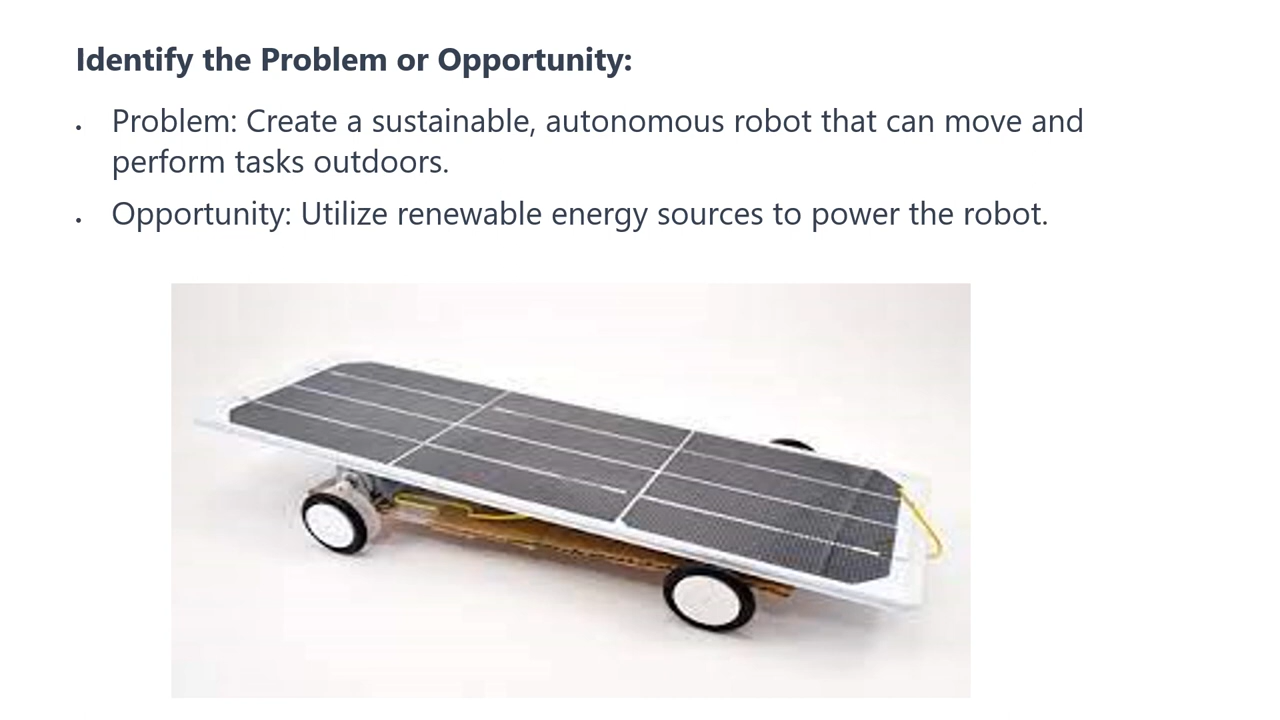 Identify the Problem or Opportunity:
• Problem: Create a sustainable, autonomous robot that can move and
perform tasks outdoors.
• Opportunity: Utilize renewable energy sources to power the robot.